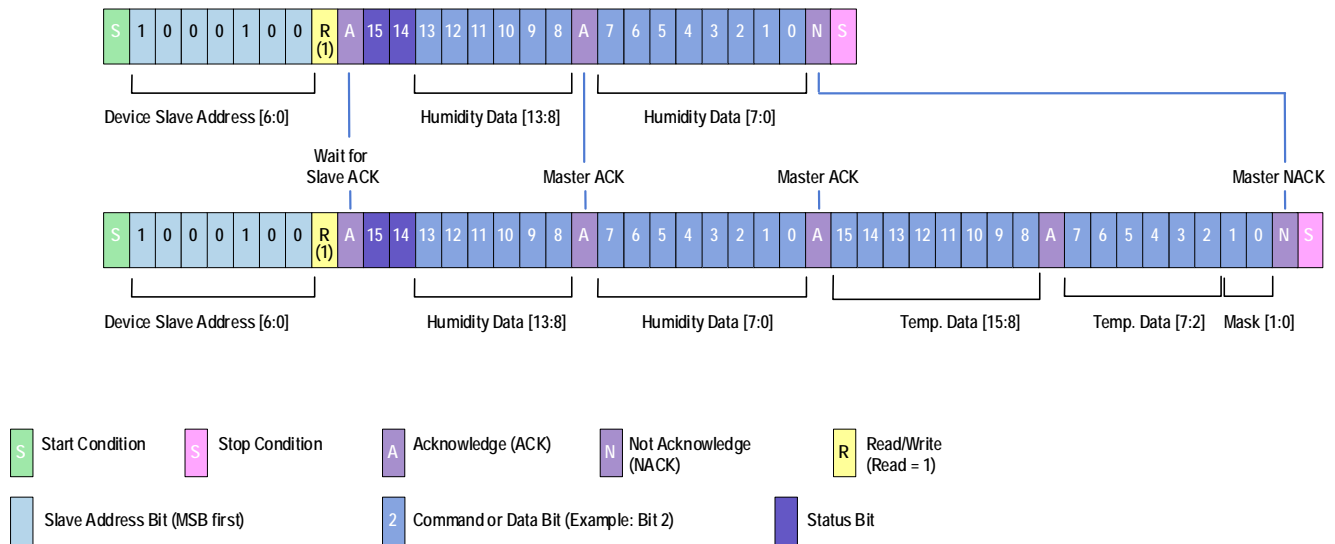 S 1 0 0 0 1 0 0 R (1) A 15 14 13 12 11 10 9 8 A 7 6 5 4 3 2 1 0 N S
Device Slave Address [6:0] Humidity Data [13:8] Humidity Data [7:0]
Wait for
Slave ACK Master ACK Master ACK Master NACK
S 1 0 0 0 1 0 0 R (1) A 15 14 13 12 11 10 9 8 A 7 6 5 4 3 2 1 0 A 15 14 13 12 11 10 9 8 A 7 6 5 4 3 2 1 0 N S
Device Slave Address [6:0] Humidity Data [13:8] Humidity Data [7:0] Temp. Data [15:8] Temp. Data [7:2] Mask [1:0]
S Start Condition
S Stop Condition
A Acknowledge (ACK)
N Not Acknowledge
(NACK)
R Read/Write
(Read = 1)
Slave Address Bit (MSB first)
2 Command or Data Bit (Example: Bit 2)
Status Bit